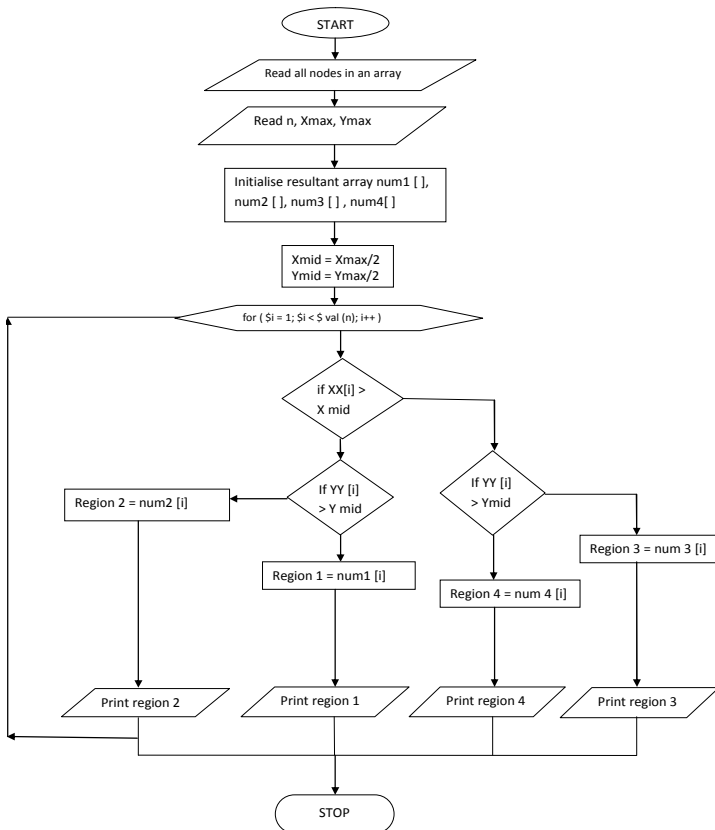 START
Read all nodes in an array
Read n, Xmax, Ymax
Initialise resultant array num1 [ ],
num2 [ ], num3 [ ] , num4[ ]
Xmid = Xmax/2
Ymid = Ymax/2
for ( $i = 1; $i < $ val (n); i++ )
if XX[i] >
X mid
If YY [i]
> Y mid
If YY [i]
> Ymid
Region 2 = num2 [i]
Region 3 = num 3 [i]
Region 1 = num1 [i]
Region 4 = num 4 [i]
Print region 2
Print region 1
Print region 4
Print region 3
STOP